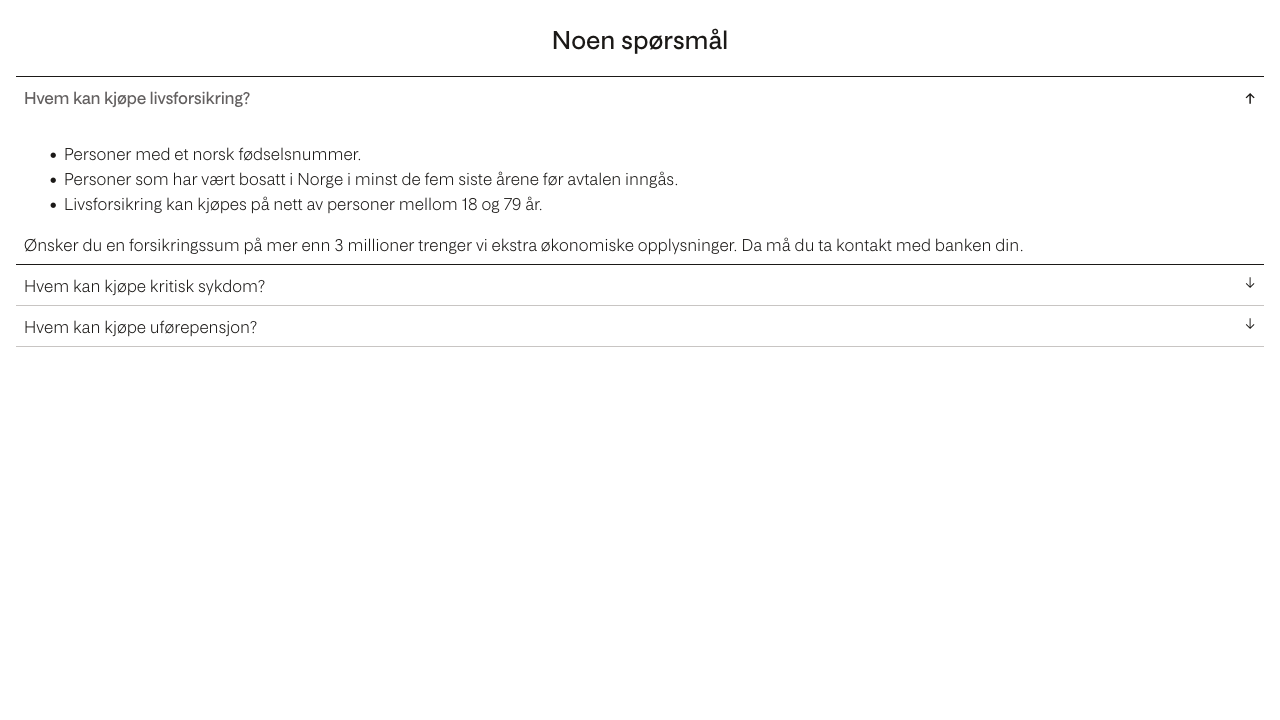 Noen spørsmål
Hvem kan kjøpe livsforsikring?
Personer med et norsk fødselsnummer.
Personer som har vært bosatt i Norge i minst de fem siste årene før avtalen inngås.
Livsforsikring kan kjøpes på nett av personer mellom 18 og 79 år.
Ønsker du en forsikringssum på mer enn 3 millioner trenger vi ekstra økonomiske opplysninger. Da må du ta kontakt med banken din.
Hvem kan kjøpe kritisk sykdom?
Hvem kan kjøpe uførepensjon?